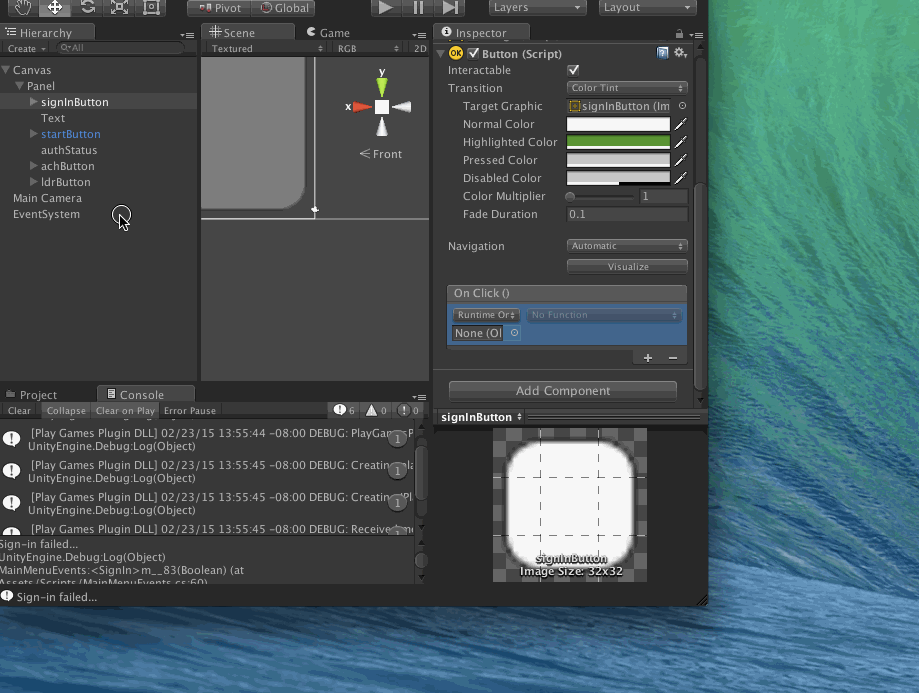 Pivot Global Layers Layout
Hierarchy
Create All
Canvas
Panel
signInButton
Text
startButton
authStatus
achButton
ldrButton
Main Camera
EventSystem
Scene Game
Textured RGB 2D
y
x
Front
Inspector
OK Button (Script)
Interactable
Transition Color Tint
Target Graphic signInButton (Im
Normal Color
Highlighted Color
Pressed Color
Disabled Color
Color Multiplier 1
Fade Duration 0.1
Navigation Automatic
Visualize
On Click ()
Runtime Or No Function
None (Ol
+ −
Add Component
signInButton
signInButton
Image Size: 32x32
Project Console
Clear Collapse Clear on Play Error Pause 6 0 0
[Play Games Plugin DLL] 02/23/15 13:55:44 -08:00 DEBUG: PlayGamesP
UnityEngine.Debug:Log(Object)
1
[Play Games Plugin DLL] 02/23/15 13:55:45 -08:00 DEBUG: Creating
UnityEngine.Debug:Log(Object)
1
[Play Games Plugin DLL] 02/23/15 13:55:45 -08:00 DEBUG: Creating
UnityEngine.Debug:Log(Object)
1
[Play Games Plugin DLL] 02/23/15 13:55:45 -08:00 DEBUG:
Sign-in failed...
UnityEngine.Debug:Log(Object)
MainMenuEvents:<SignIn>m__83(Boolean) (at
Assets/Scripts/MainMenuEvents.cs:60)
Sign-in failed...